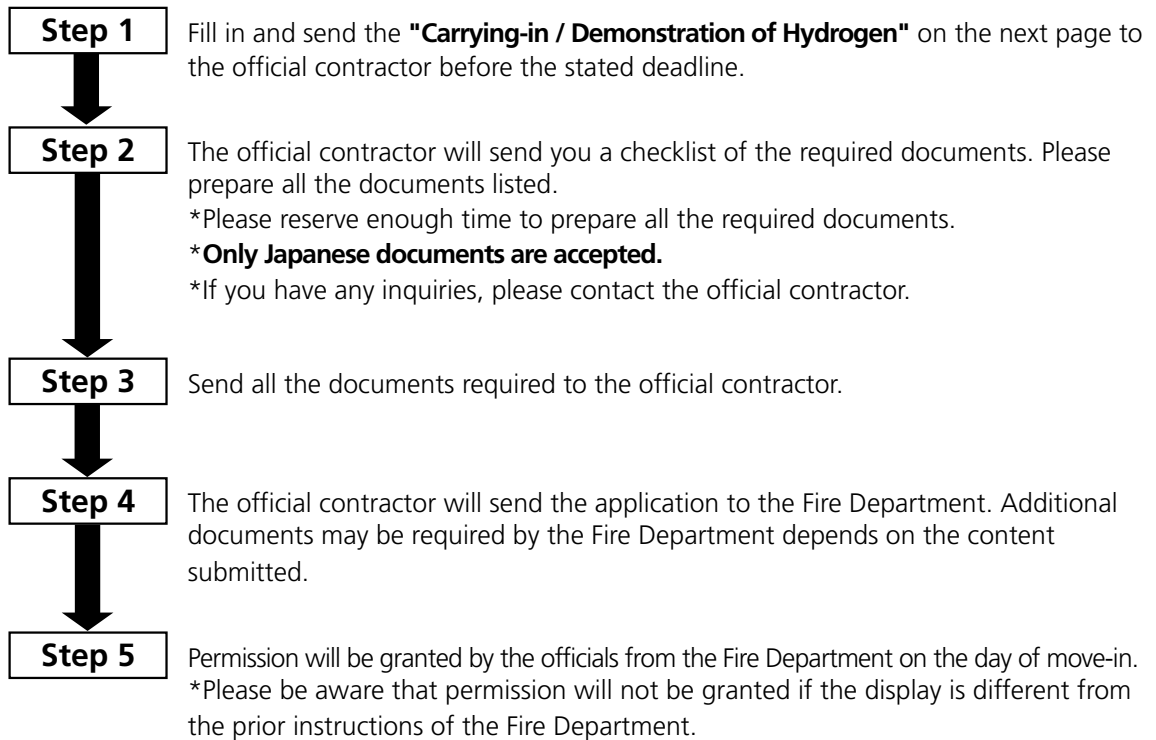 Step 1
Fill in and send the "Carrying-in / Demonstration of Hydrogen" on the next page to
the official contractor before the stated deadline.
Step 2
The official contractor will send you a checklist of the required documents. Please
prepare all the documents listed.
*Please reserve enough time to prepare all the required documents.
*Only Japanese documents are accepted.
*If you have any inquiries, please contact the official contractor.
Step 3
Send all the documents required to the official contractor.
Step 4
The official contractor will send the application to the Fire Department. Additional
documents may be required by the Fire Department depends on the content
submitted.
Step 5
Permission will be granted by the officials from the Fire Department on the day of move-in.
*Please be aware that permission will not be granted if the display is different from
the prior instructions of the Fire Department.